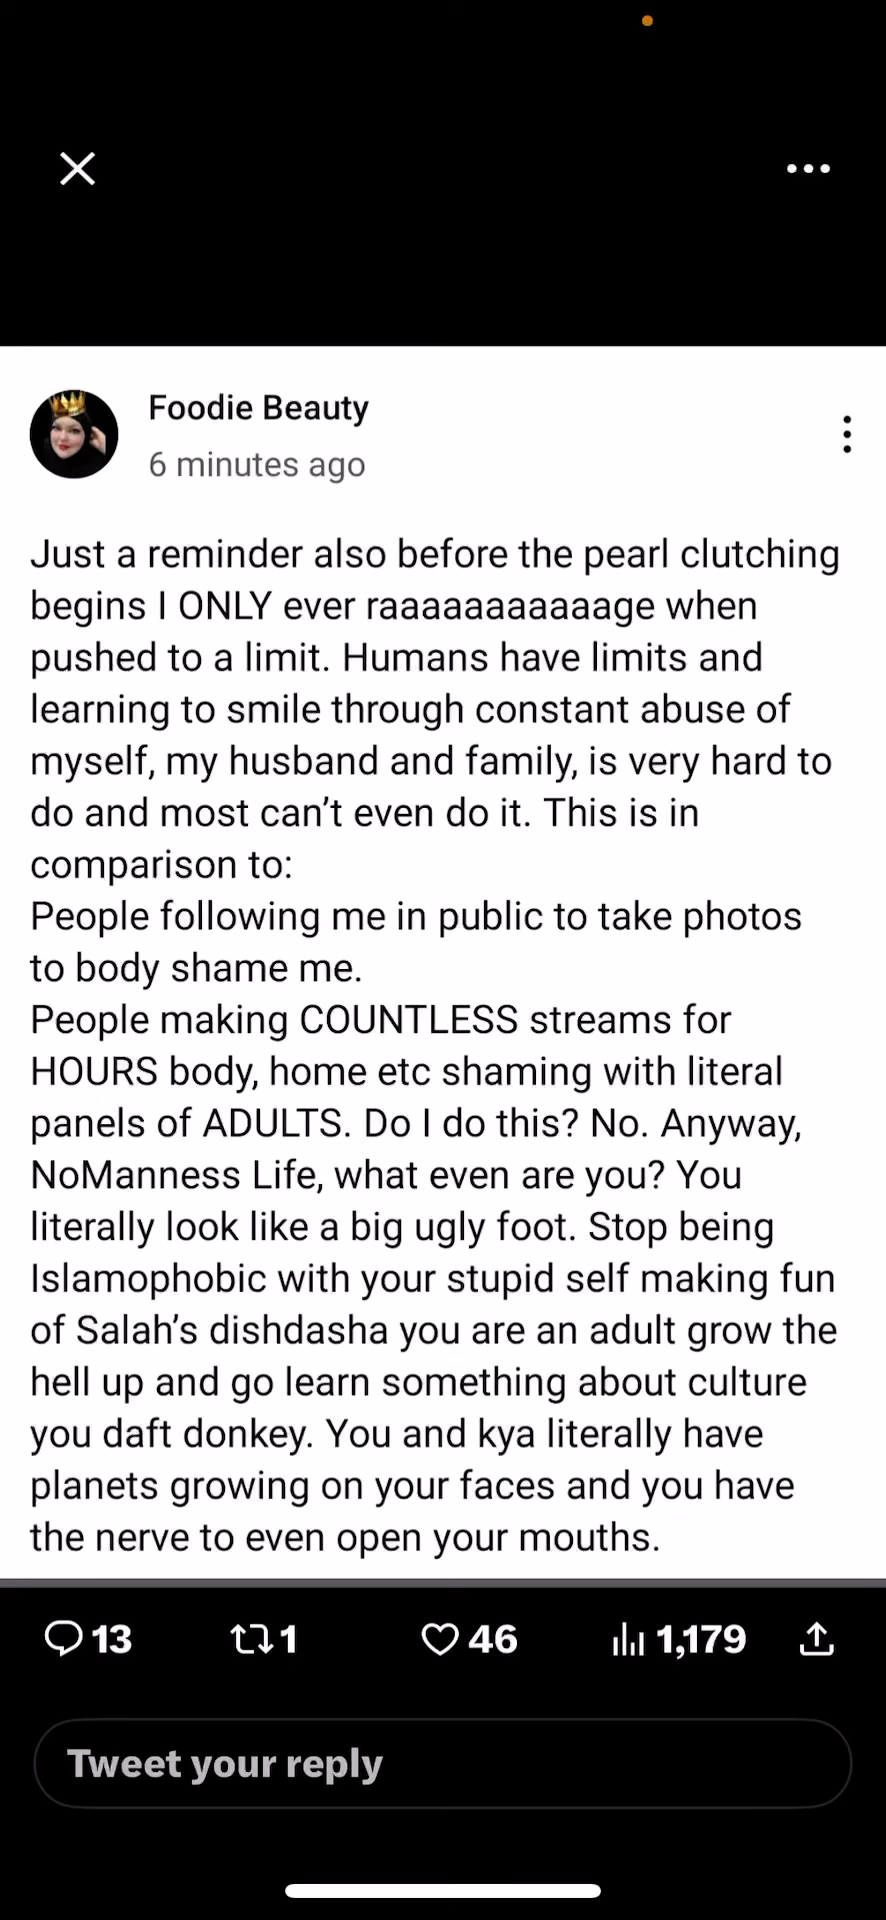 Foodie Beauty
6 minutes ago
Just a reminder also before the pearl clutching
begins I ONLY ever raaaaaaaaaaage when
pushed to a limit. Humans have limits and
learning to smile through constant abuse of
myself, my husband and family, is very hard to
do and most can’t even do it. This is in
comparison to:
People following me in public to take photos
to body shame me.
People making COUNTLESS streams for
HOURS body, home etc shaming with literal
panels of ADULTS. Do I do this? No. Anyway,
NoManness Life, what even are you? You
literally look like a big ugly foot. Stop being
Islamophobic with your stupid self making fun
of Salah’s dishdasha you are an adult grow the
hell up and go learn something about culture
you daft donkey. You and kya literally have
planets growing on your faces and you have
the nerve to even open your mouths.
13 1 46 1,179
Tweet your reply